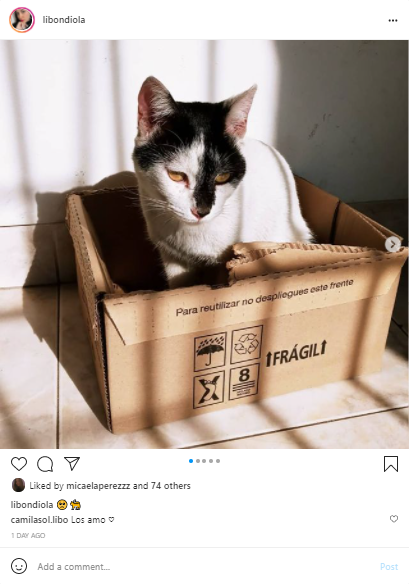 libondiola
Para reutilizar no despliegues este frente
8
¡FRÁGIL!
Liked by micaelaperezzz and 74 others
libondiola 🥺 🐈
camilasol.libo Los amo ♡
1 DAY AGO
Add a comment...
Post